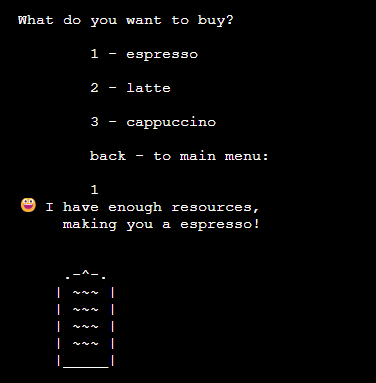 What do you want to buy?
1 - espresso
2 - latte
3 - cappuccino
back - to main menu:
1
😀 I have enough resources,
making you a espresso!
.-^-.
| ~~~ |
| ~~~ |
| ~~~ |
| ~~~ |
|_____|